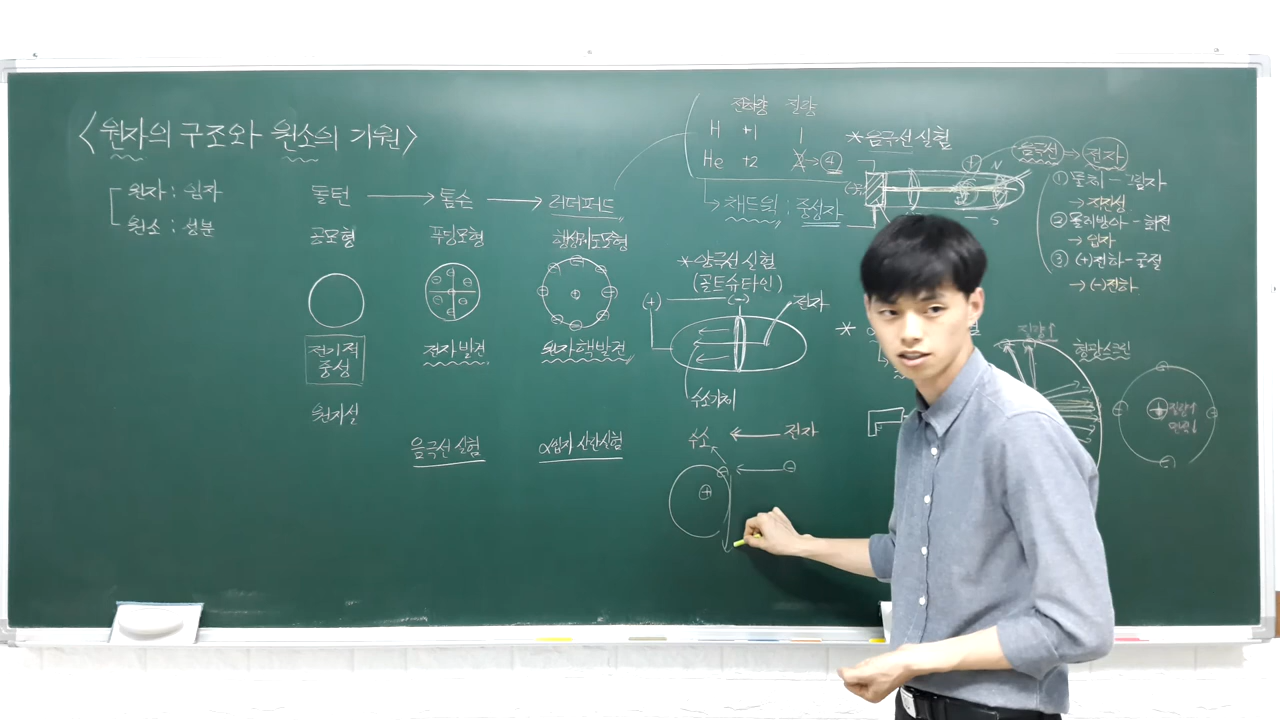 <원자의 구조와 원소의 기원>
원자 : 입자
원소 : 성분
돌턴 → 톰슨 → 러더퍼드
공모형
푸딩모형
행성궤도모형
전기적
중성
전자발견
원자핵발견
원자설
음극선 실험
α입자 산란실험
전하량 질량
H +1 1
He +2 2→④
→ 채드윅 : 중성자
*음극선 실험
음극선 → 전자
① 물체 - 그림자
→ 직진성
② 물레방아 - 회전
→ 입자
③ (+)전하 - 굴절
→ (-)전하
*양극선 실험
(골트슈타인)
(+) (-)
전자
수소기체
수소 ← 전자
형광스크린